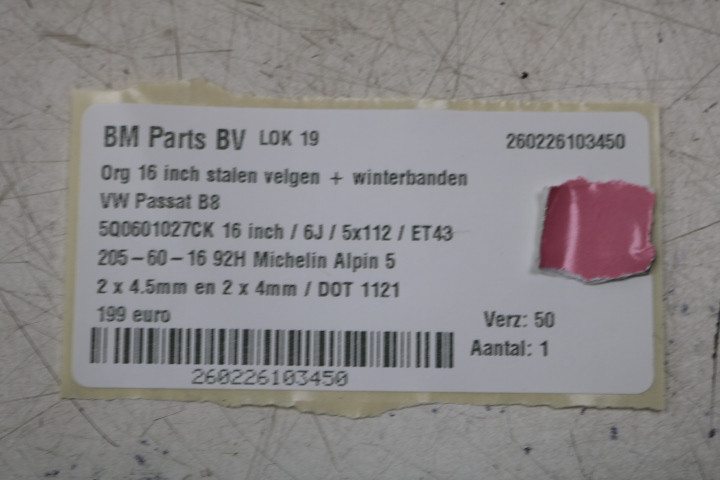 BM Parts BV LOK 19 260226103450
Org 16 inch stalen velgen + winterbanden
VW Passat B8
5Q0601027CK 16 inch / 6J / 5x112 / ET43
205-60-16 92H Michelin Alpin 5
2 x 4.5mm en 2 x 4mm / DOT 1121
199 euro
Verz: 50
Aantal: 1
260226103450